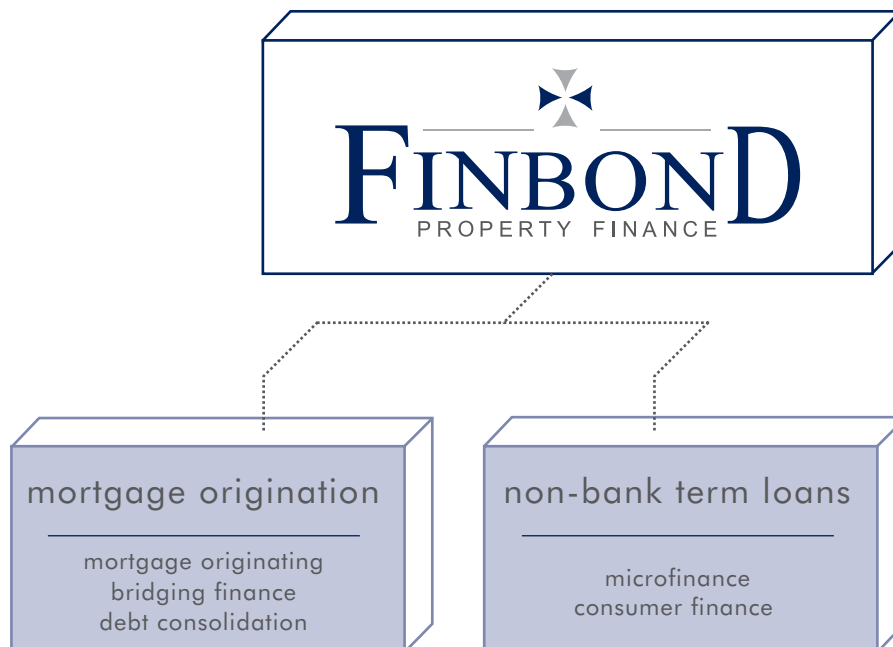 FINBOND
PROPERTY FINANCE
mortgage origination
mortgage originating
bridging finance
debt consolidation
non-bank term loans
microfinance
consumer finance